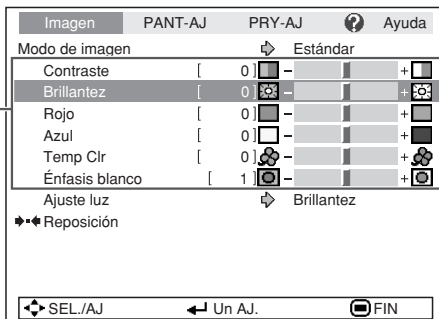 Imagen PANT-AJ PRY-AJ ? Ayuda
Modo de imagen Estándar
Contraste [ 0 ] – +
Brillantez [ 0 ] – +
Rojo [ 0 ] – +
Azul [ 0 ] – +
Temp Clr [ 0 ] – +
Énfasis blanco [ 1 ] – +
Ajuste luz Brillantez
Reposición
SEL./AJ Un AJ. FIN